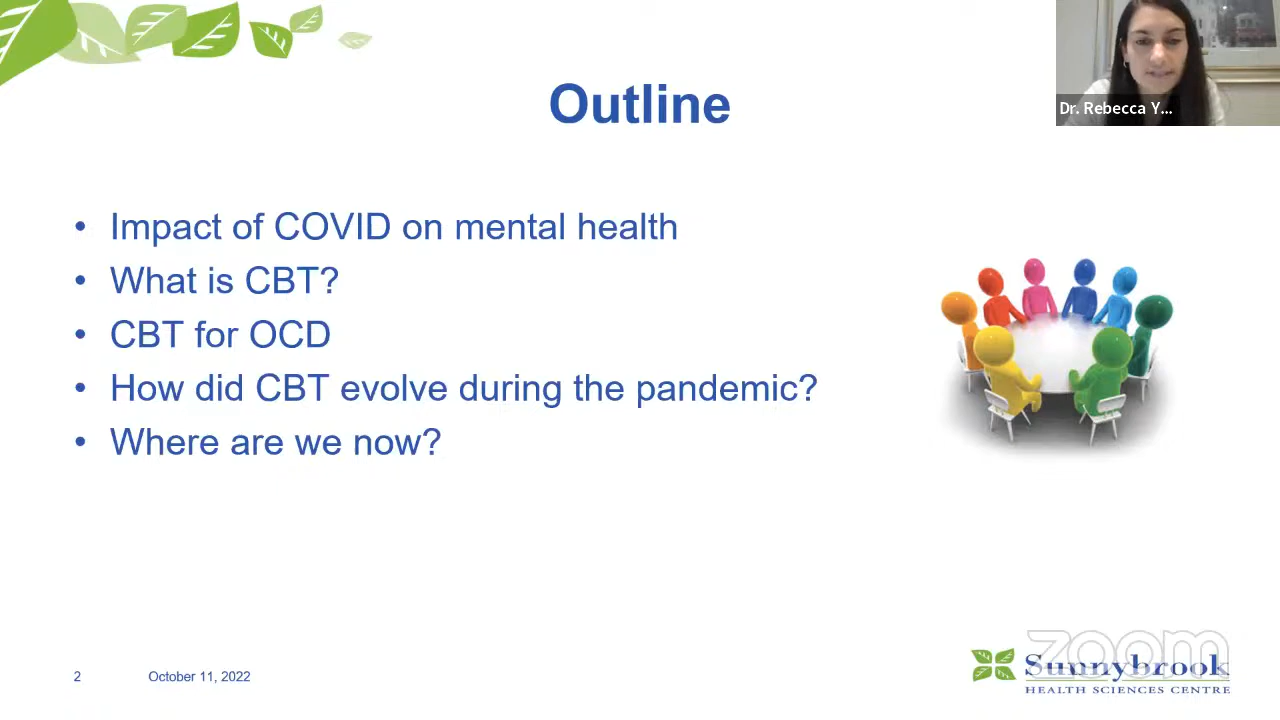 Dr. Rebecca Y...
Outline
• Impact of COVID on mental health
• What is CBT?
• CBT for OCD
• How did CBT evolve during the pandemic?
• Where are we now?
2
October 11, 2022
zoom
Sunnybrook
HEALTH SCIENCES CENTRE